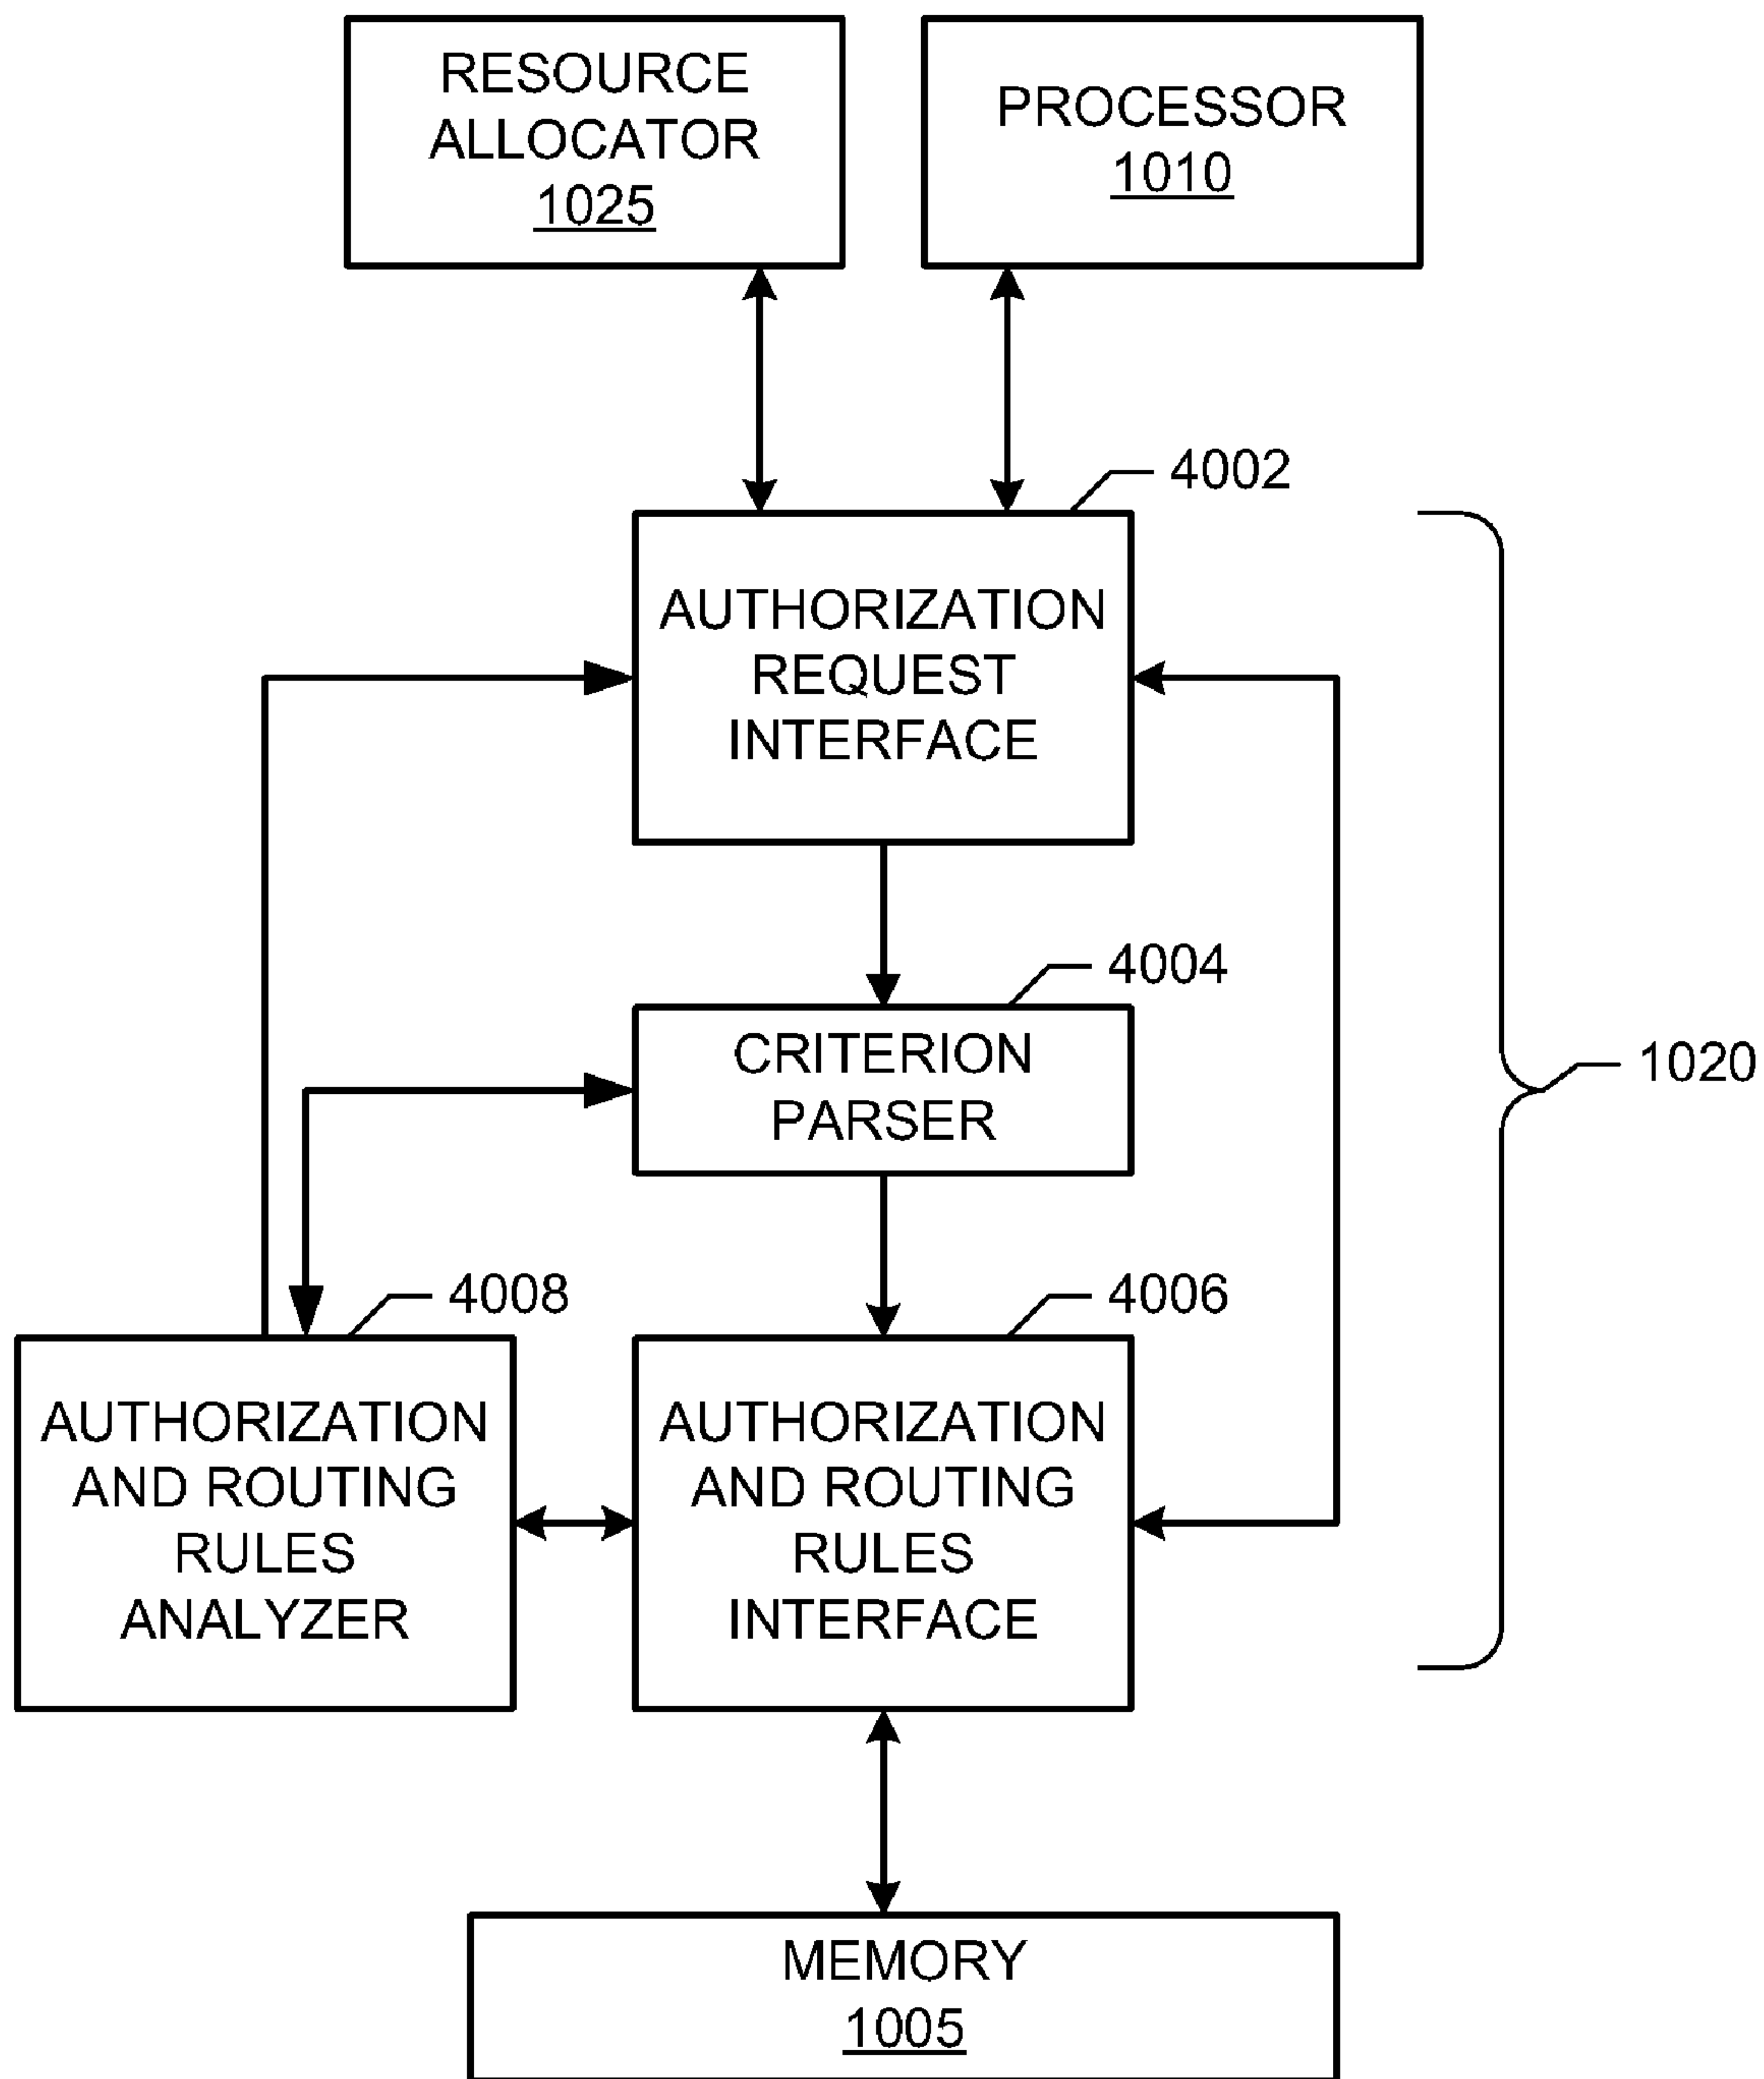 RESOURCE
ALLOCATOR
1025
PROCESSOR
1010
4002
AUTHORIZATION
REQUEST
INTERFACE
4004
CRITERION
PARSER
1020
4008
4006
AUTHORIZATION
AND ROUTING
RULES
ANALYZER
AUTHORIZATION
AND ROUTING
RULES
INTERFACE
MEMORY
1005